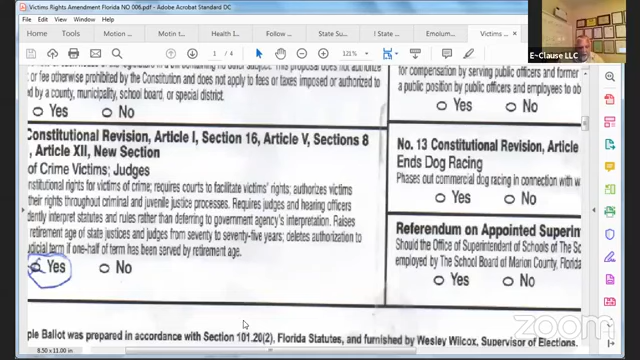 Victims Rights Amendment Florida NO 006.pdf - Adobe Acrobat Standard DC
File Edit View Window Help
Tools
Motions
Health I...
Follow ...
State Su...
I State ...
Emolum...
Victims ...
1 / 4
121%
E-Clause LLC
or fee otherwise prohibited by the Constitution and does not apply to fees or taxes imposed or authorized to
d by a county, municipality, school board, or special district.
Yes No
Constitutional Revision, Article I, Section 16, Article V, Sections 8
, Article XII, New Section
of Crime Victims; Judges
nstitutional rights for victims of crime; requires courts to facilitate victims' rights; authorizes victims
their rights throughout criminal and juvenile justice processes. Requires judges and hearing officers
dently interpret statutes and rules rather than deferring to government agency's interpretation. Raises
retirement age of state justices and judges from seventy to seventy-five years; deletes authorization to
udicial term if one-half of term has been served by retirement age.
Yes No
for compensation by serving public officers and former
a public position by public officers and employees to ob
Yes No
No. 13 Constitutional Revision, Article
Ends Dog Racing
Phases out commercial dog racing in connection with w
Yes No
Referendum on Appointed Superin
Should the Office of Superintendent of Schools of The Sc
employed by The School Board of Marion County, Florida
Yes No
ple Ballot was prepared in accordance with Section 101.20(2), Florida Statutes, and furnished by Wesley Wilcox, Supervisor of Elections.
8.50 x 11.00 in
LIVE